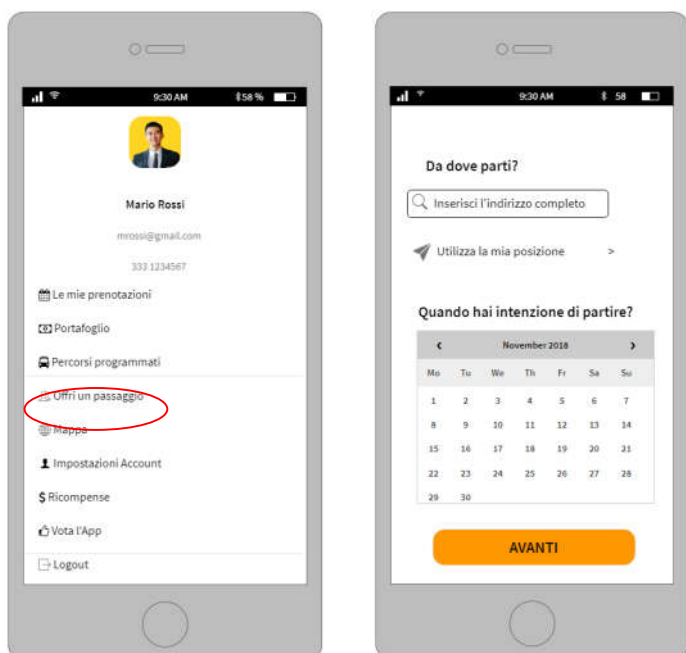 9:30 AM
58 %
Mario Rossi
mrossi@gmail.com
333 1234567
Le mie prenotazioni
Portafoglio
Percorsi programmati
Offri un passaggio
Mappa
Impostazioni Account
$ Ricompense
Vota l'App
Logout
9:30 AM
58
Da dove parti?
Inserisci l'indirizzo completo
Utilizza la mia posizione >
Quando hai intenzione di partire?
‹ November 2018 ›
Mo Tu We Th Fr Sa Su
1 2 3 4 5 6 7
8 9 10 11 12 13 14
15 16 17 18 19 20 21
22 23 24 25 26 27 28
29 30
AVANTI